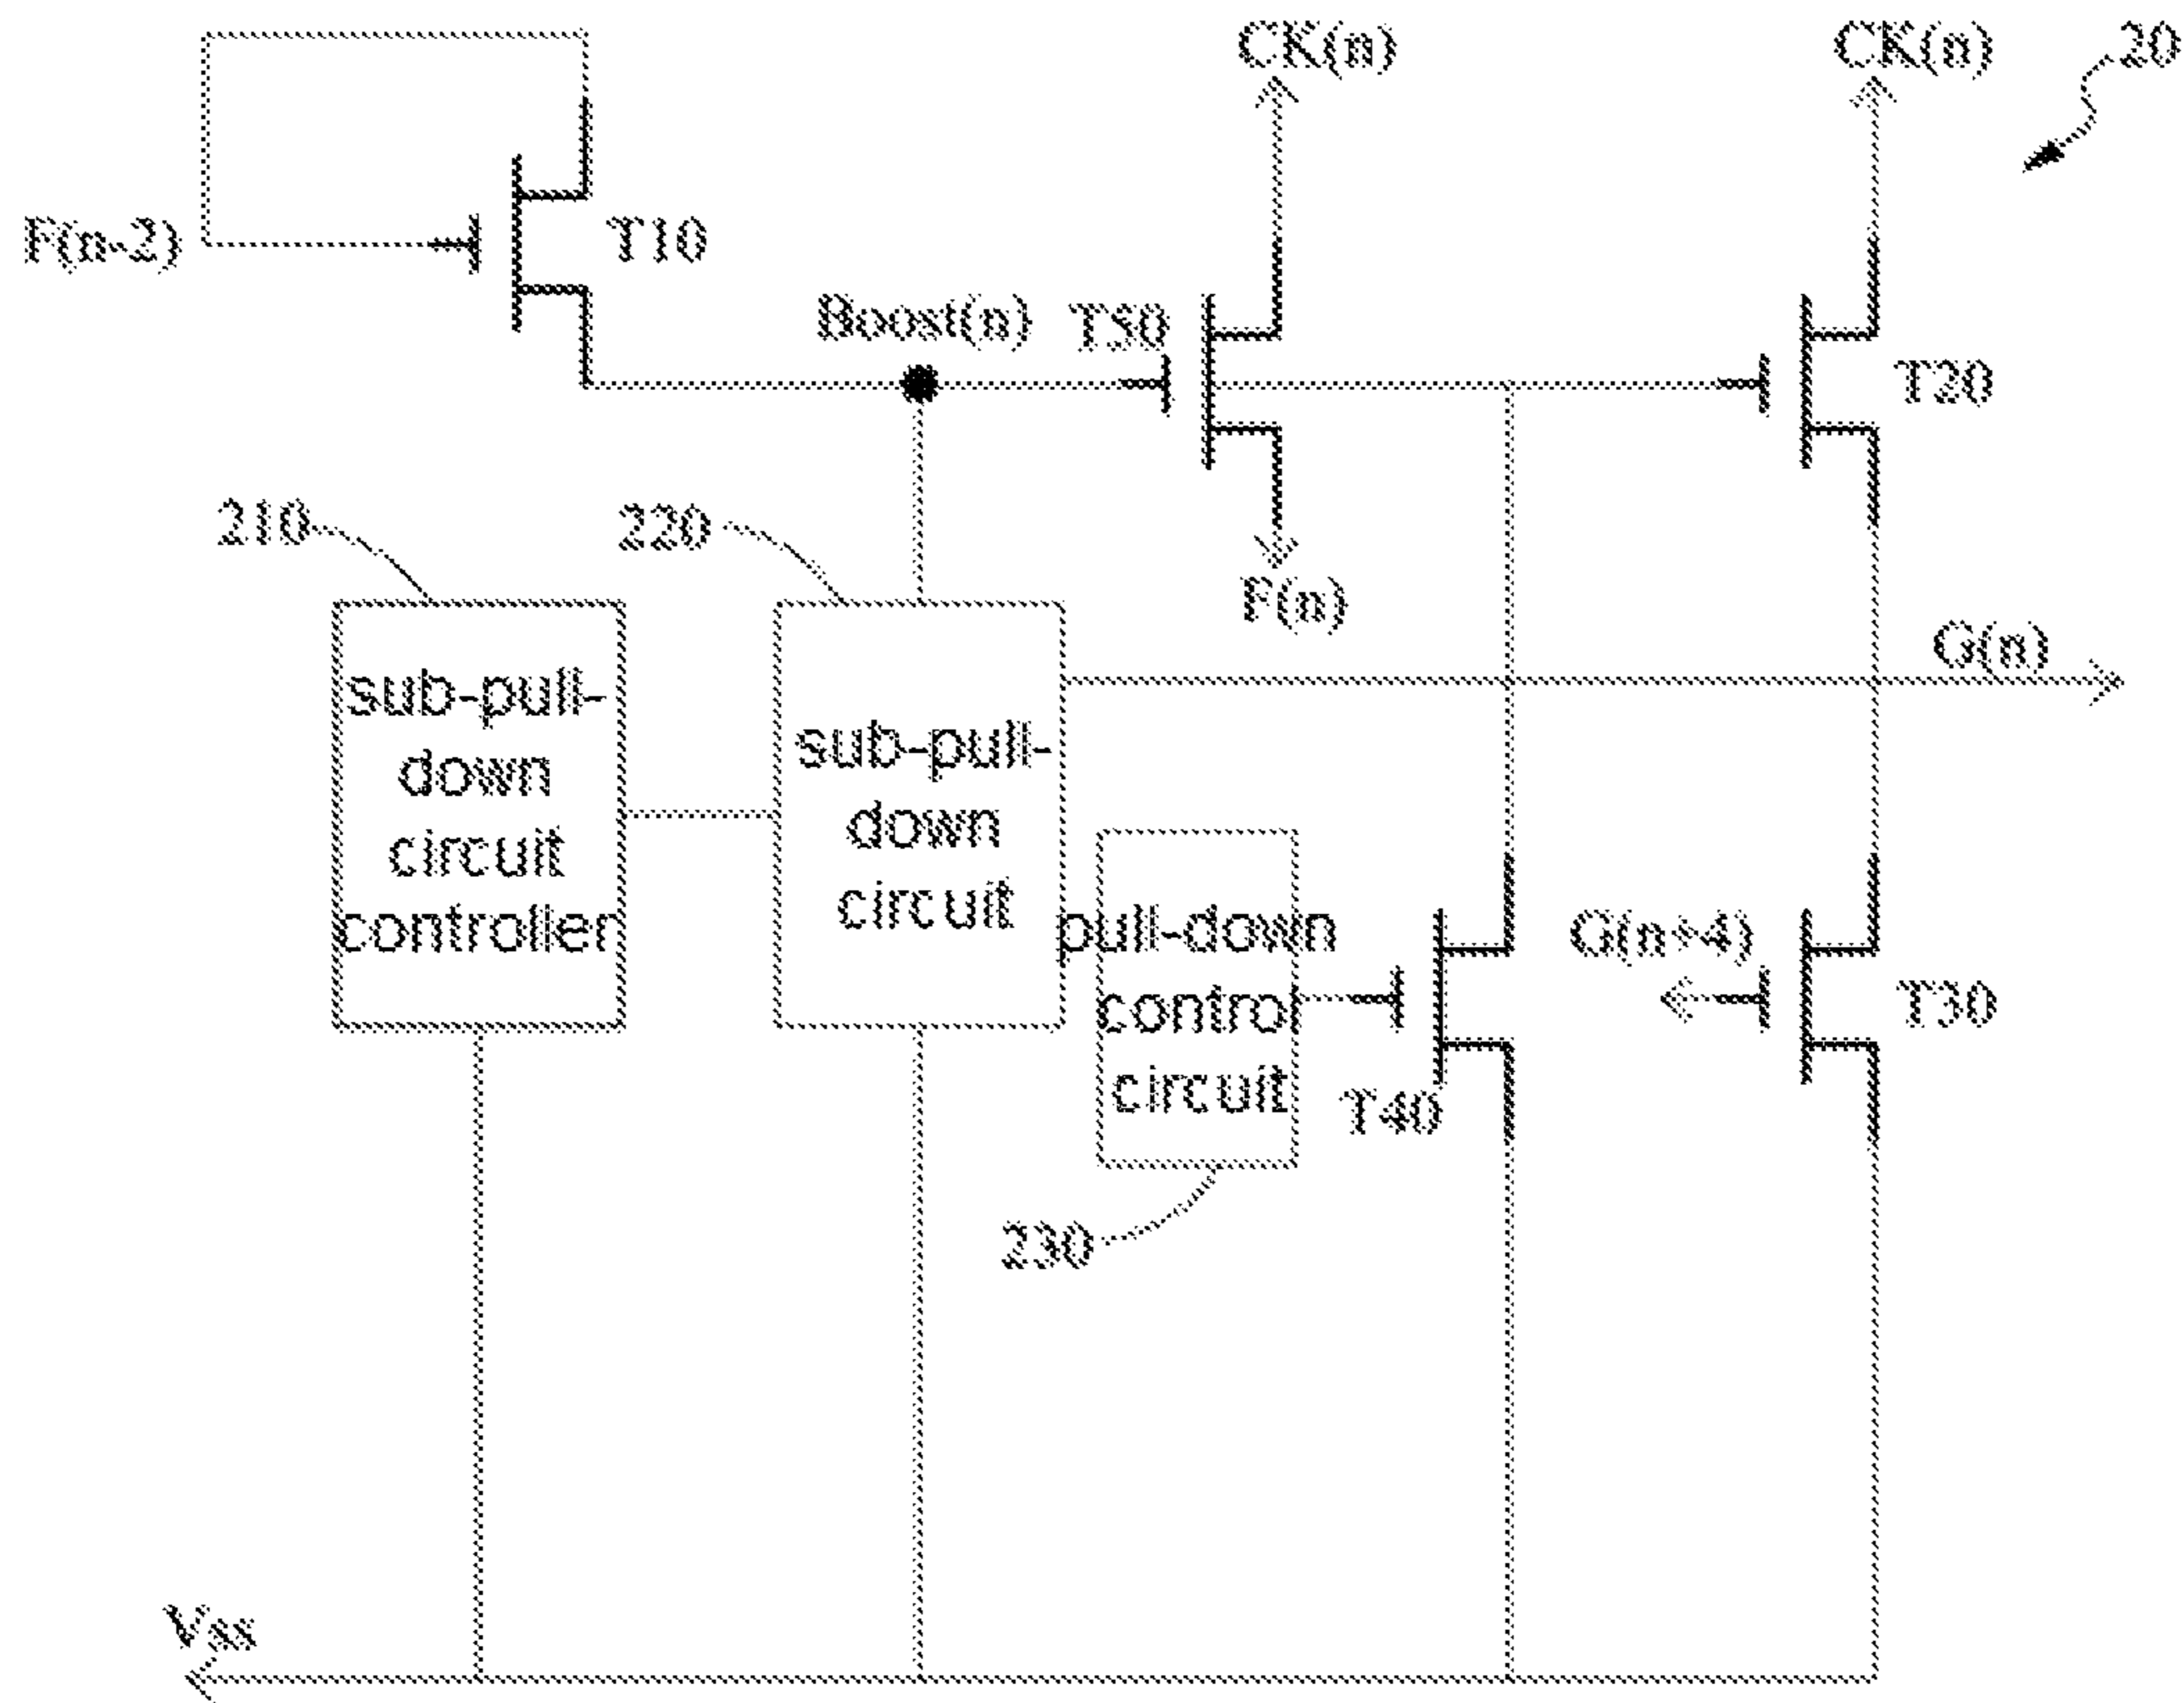 CK(n)
CK(n)
20
F(n-2)
T10
Boost(n)
T50
T20
210
220
F(n)
G(n)
sub-pull-
down
circuit
controller
sub-pull-
down
circuit
pull-down
control
circuit
G(n+4)
T30
T40
230
Vss